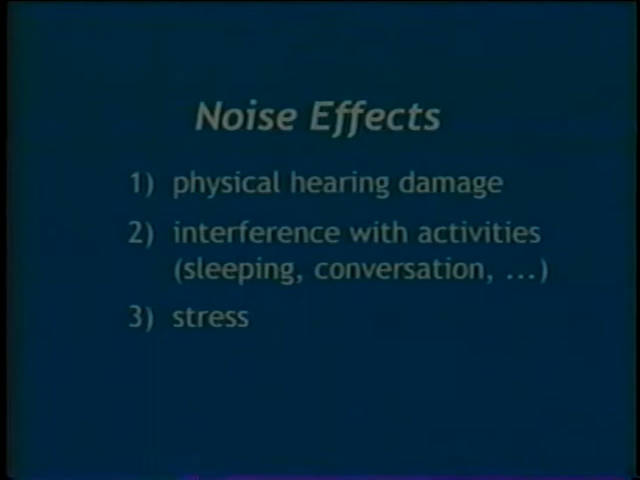 Noise Effects
1) physical hearing damage
2) interference with activities
(sleeping, conversation, ...)
3) stress